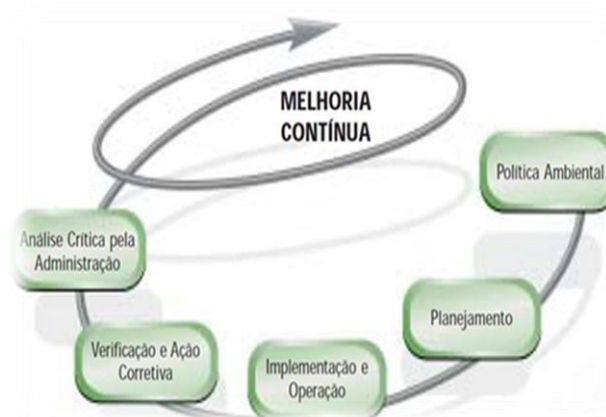 MELHORIA
CONTÍNUA
Política Ambiental
Planejamento
Implementação e
Operação
Verificação e Ação
Corretiva
Análise Crítica pela
Administração